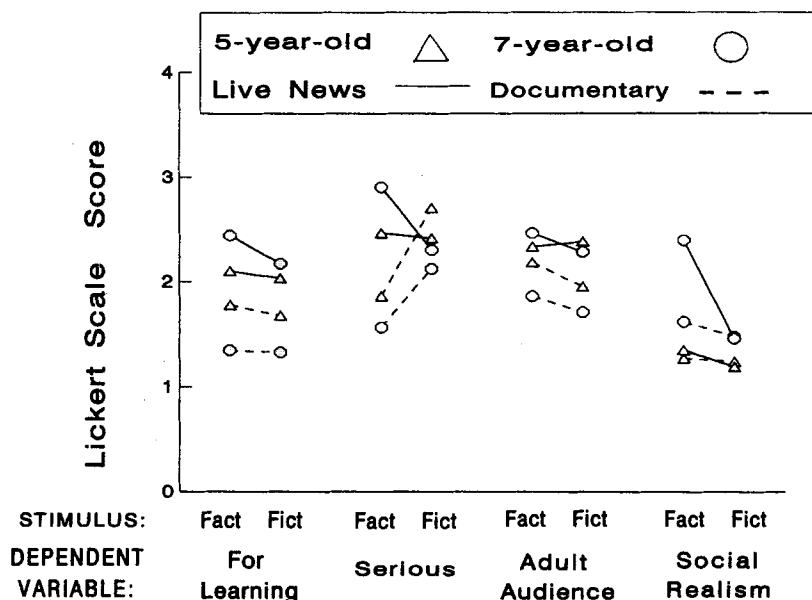 5-year-old 7-year-old
Live News Documentary
Lickert Scale Score
4
3
2
1
0
STIMULUS: Fact Fict Fact Fict Fact Fict Fact Fict
DEPENDENT For Serious Adult Social
VARIABLE: Learning Audience Realism